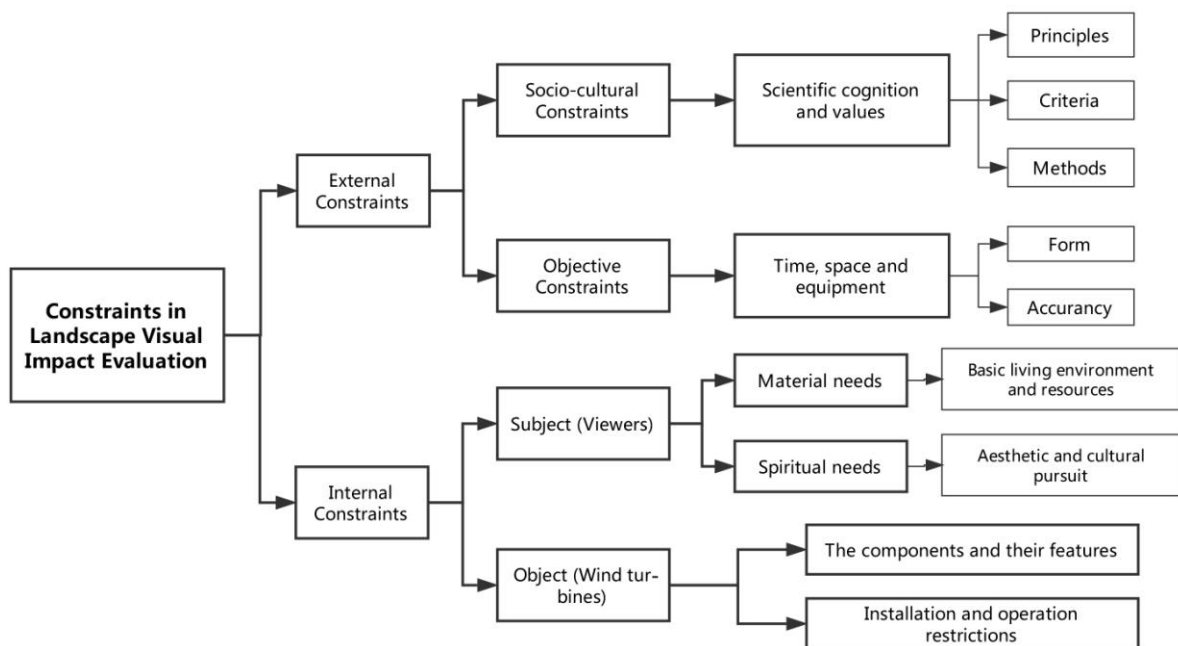 Constraints in
Landscape Visual
Impact Evaluation
External
Constraints
Internal
Constraints
Socio-cultural
Constraints
Objective
Constraints
Subject (Viewers)
Object (Wind tur-
bines)
Scientific cognition
and values
Time, space and
equipment
Material needs
Spiritual needs
The components and their features
Installation and operation
restrictions
Principles
Criteria
Methods
Form
Accurancy
Basic living environment
and resources
Aesthetic and cultural
pursuit